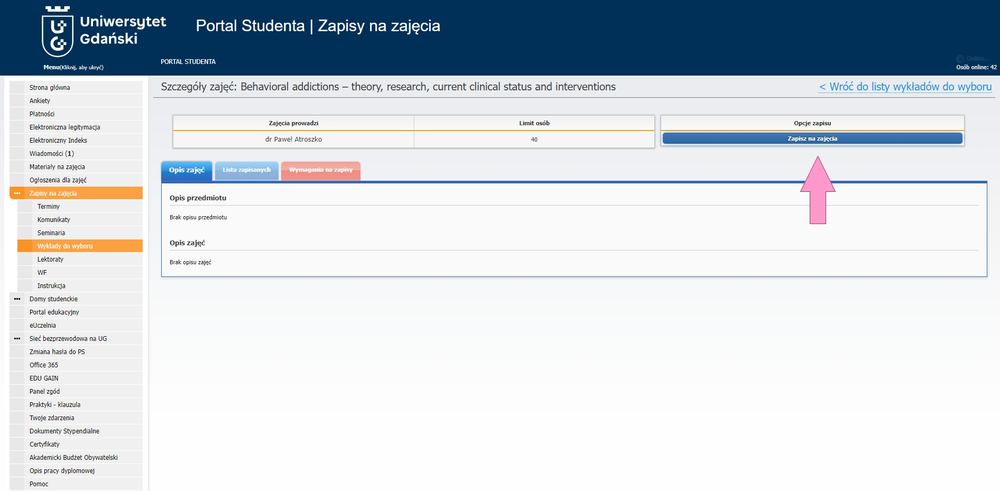 Uniwersytet
Gdański
Portal Studenta | Zapisy na zajęcia
Menu(Kliknij, aby ukryć)
PORTAL STUDENTA
Online..
Osób online: 42
Strona główna
Ankiety
Płatności
Elektroniczna legitymacja
Elektroniczny Indeks
Wiadomości (1)
Materiały na zajęcia
Ogłoszenia dla zajęć
Zapisy na zajęcia
Terminy
Komunikaty
Seminaria
Wykłady do wyboru
Lektoraty
WF
Instrukcja
Domy studenckie
Portal edukacyjny
eUczelnia
Sieć bezprzewodowa na UG
Zmiana hasła do PS
Office 365
EDU GAIN
Panel zgód
Praktyki - klauzula
Twoje zdarzenia
Dokumenty Stypendialne
Certyfikaty
Akademicki Budżet Obywatelski
Opis pracy dyplomowej
Pomoc
Szczegóły zajęć: Behavioral addictions – theory, research, current clinical status and interventions
< Wróć do listy wykładów do wyboru
Zajęcia prowadzi
Limit osób
Opcje zapisu
dr Paweł Atroszko
40
Zapisz na zajęcia
Opis zajęć
Lista zapisanych
Wymagania na zapisy
Opis przedmiotu
Brak opisu przedmiotu
Opis zajęć
Brak opisu zajęć